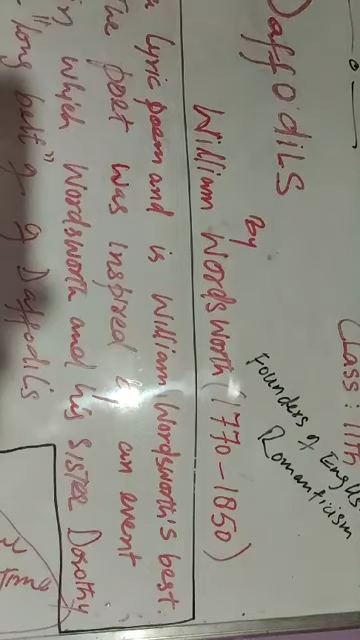 Class: 11th
Daffodils
By
William Wordsworth (1770-1850)
Founders of English
Romanticism
a Lyric poem and is William Wordsworth's best.
The poet was inspired by an event
in which Wordsworth and his sister Dorothy
"long belt" of of Daffodils